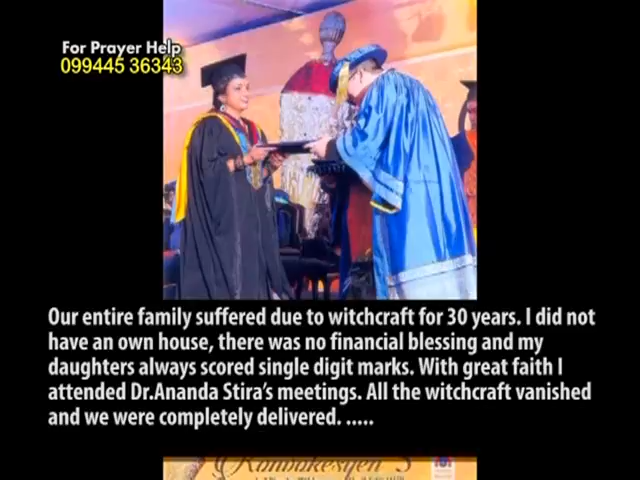 For Prayer Help
099445 36343
Our entire family suffered due to witchcraft for 30 years. I did not
have an own house, there was no financial blessing and my
daughters always scored single digit marks. With great faith I
attended Dr.Ananda Stira's meetings. All the witchcraft vanished
and we were completely delivered. .....